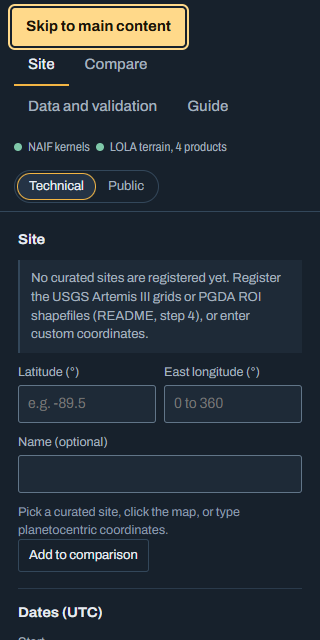 Skip to main content
Site
Compare
Data and validation
Guide
NAIF kernels
LOLA terrain, 4 products
Technical
Public
Site
No curated sites are registered yet. Register
the USGS Artemis III grids or PGDA ROI
shapefiles (README, step 4), or enter
custom coordinates.
Latitude (°)
East longitude (°)
e.g. -89.5
0 to 360
Name (optional)
Pick a curated site, click the map, or type
planetocentric coordinates.
Add to comparison
Dates (UTC)
Start